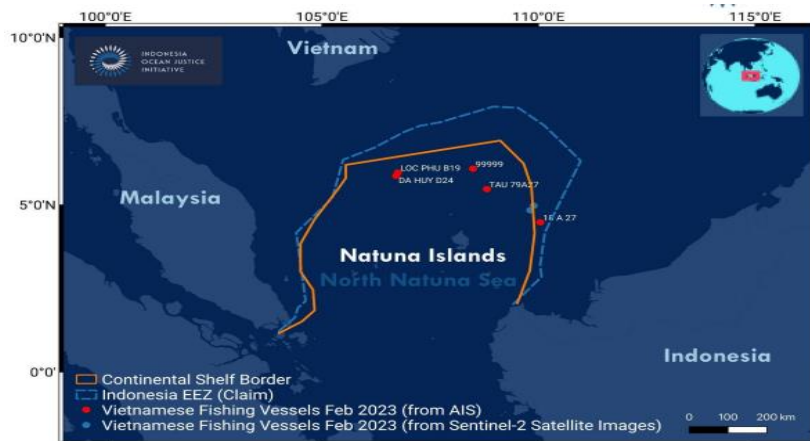 100°0'E
105°0'E
110°0'E
115°0'E
10°0'N
INDONESIA
OCEAN JUSTICE
INITIATIVE
Vietnam
LOC PHU B19
99999
DA HUY D24
TAU 79A27
Malaysia
5°0'N
16 A 27
Natuna Islands
North Natuna Sea
Indonesia
0°0'
Continental Shelf Border
Indonesia EEZ (Claim)
Vietnamese Fishing Vessels Feb 2023 (from AIS)
Vietnamese Fishing Vessels Feb 2023 (from Sentinel-2 Satellite Images)
0 100 200 km